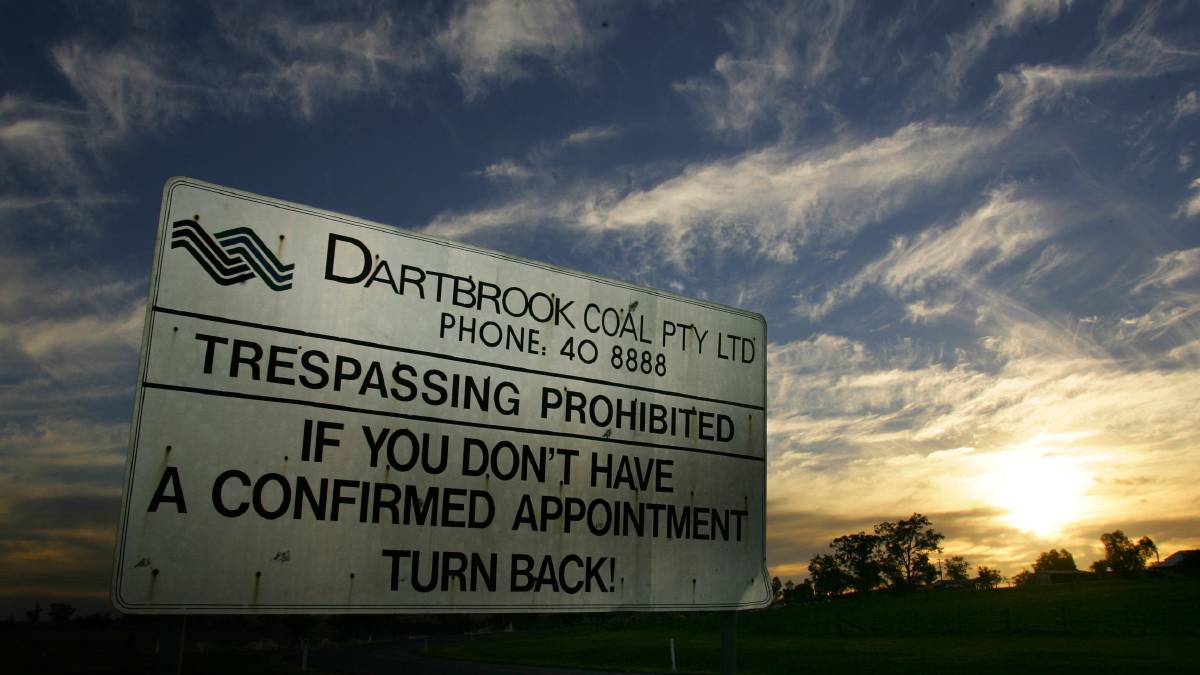 DARTBROOK COAL PTY LTD
PHONE: 40 8888
TRESPASSING PROHIBITED
IF YOU DON'T HAVE
A CONFIRMED APPOINTMENT
TURN BACK!